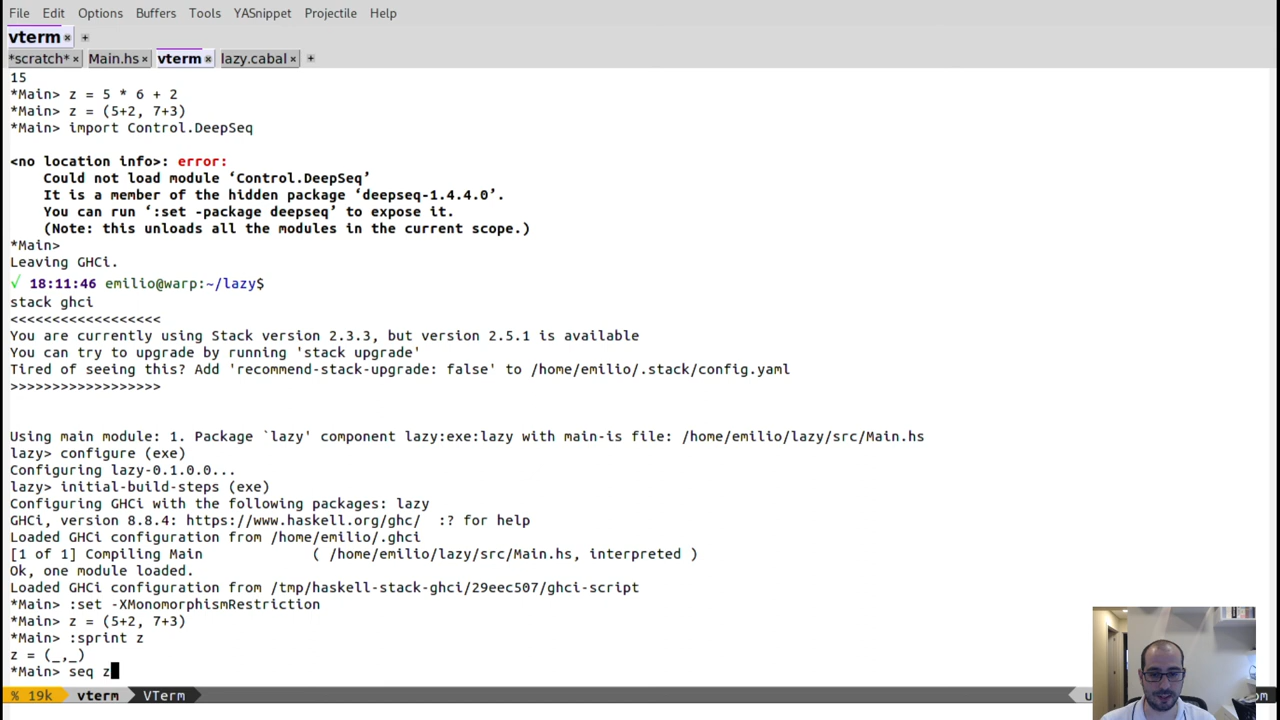 File Edit Options Buffers Tools YASnippet Projectile Help
vterm × +
*scratch* × Main.hs × vterm × lazy.cabal × +
15
*Main> z = 5 * 6 + 2
*Main> z = (5+2, 7+3)
*Main> import Control.DeepSeq
<no location info>: error:
Could not load module ‘Control.DeepSeq’
It is a member of the hidden package ‘deepseq-1.4.4.0’.
You can run ‘:set -package deepseq’ to expose it.
(Note: this unloads all the modules in the current scope.)
*Main>
Leaving GHCi.
√ 18:11:46 emilio@warp:~/lazy$
stack ghci
<<<<<<<<<<<<<<<<<<
You are currently using Stack version 2.3.3, but version 2.5.1 is available
You can try to upgrade by running 'stack upgrade'
Tired of seeing this? Add 'recommend-stack-upgrade: false' to /home/emilio/.stack/config.yaml
>>>>>>>>>>>>>>>>>>
Using main module: 1. Package `lazy' component lazy:exe:lazy with main-is file: /home/emilio/lazy/src/Main.hs
lazy> configure (exe)
Configuring lazy-0.1.0.0...
lazy> initial-build-steps (exe)
Configuring GHCi with the following packages: lazy
GHCi, version 8.8.4: https://www.haskell.org/ghc/  :? for help
Loaded GHCi configuration from /home/emilio/.ghci
[1 of 1] Compiling Main             ( /home/emilio/lazy/src/Main.hs, interpreted )
Ok, one module loaded.
Loaded GHCi configuration from /tmp/haskell-stack-ghci/29eec507/ghci-script
*Main> :set -XMonomorphismRestriction
*Main> z = (5+2, 7+3)
*Main> :sprint z
z = (_,_)
*Main> seq z
% 19k vterm VTerm